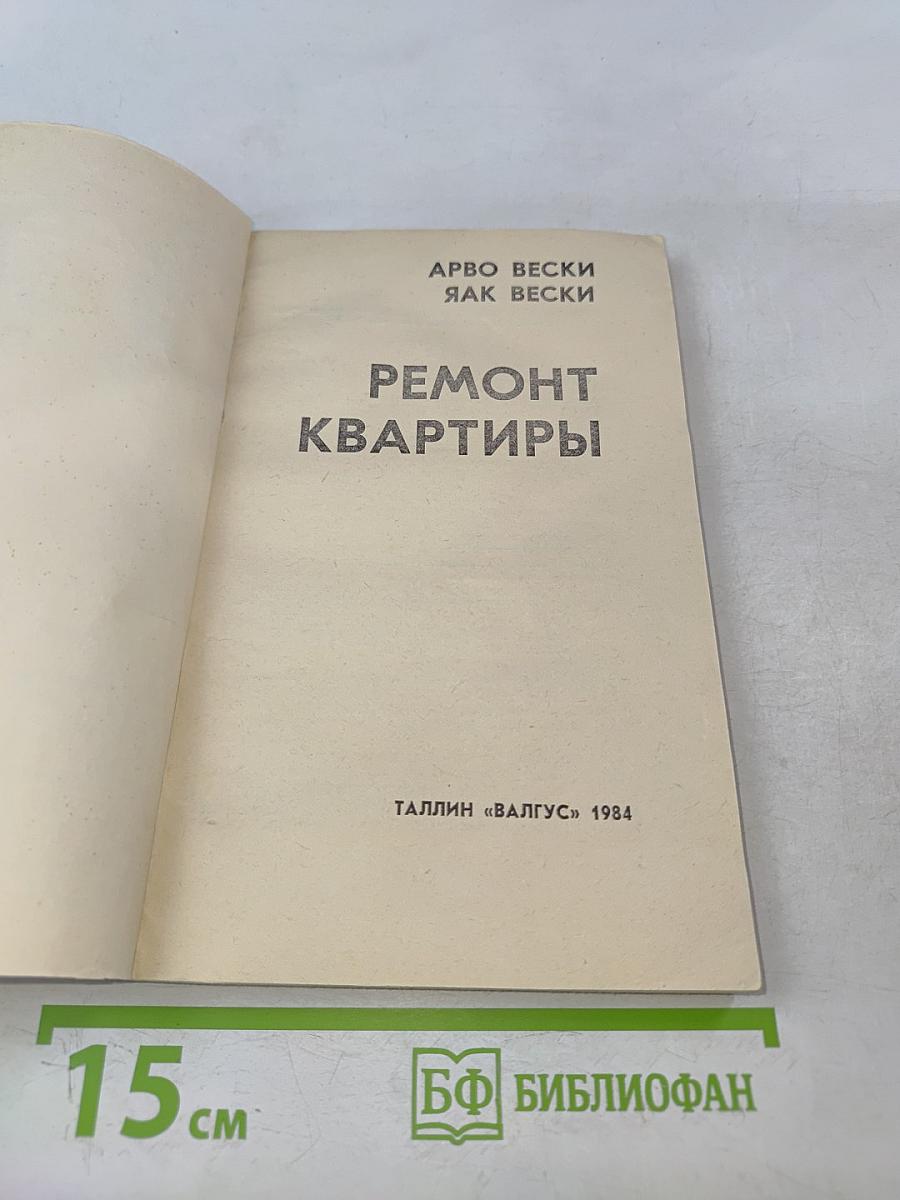 АРВО ВЕСКИ
ЯАК ВЕСКИ
РЕМОНТ
КВАРТИРЫ
ТАЛЛИН «ВАЛГУС» 1984
15 см
БФ БИБЛИОФАН